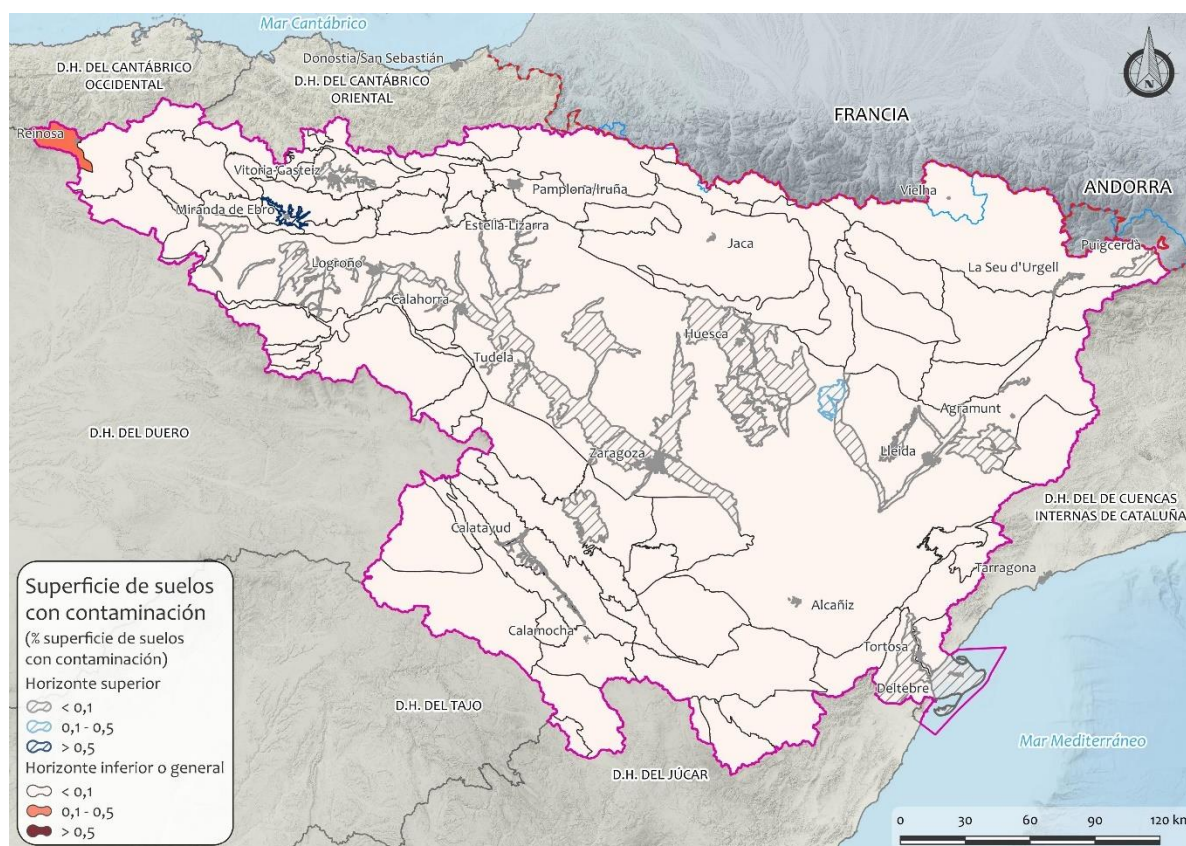 Mar Cantábrico
Donostia/San Sebastián
D.H. DEL CANTÁBRICO
OCCIDENTAL
D.H. DEL CANTÁBRICO
ORIENTAL
N
FRANCIA
Reinosa
Vitoria-Gasteiz
Pamplona/Iruña
Vielha
ANDORRA
Miranda de Ebro
Estella-Lizarra
Jaca
Puigcerdà
La Seu d'Urgell
Logroño
Calahorra
Huesca
Tudela
Agramunt
D.H. DEL DUERO
Zaragoza
Lleida
D.H. DEL DE CUENCAS
INTERNAS DE CATALUÑA
Calatayud
Tarragona
Alcañiz
Calamocha
Tortosa
Deltebre
D.H. DEL TAJO
Mar Mediterráneo
D.H. DEL JÚCAR
Superficie de suelos
con contaminación
(% superficie de suelos
con contaminación)
Horizonte superior
< 0,1
0,1 - 0,5
> 0,5
Horizonte inferior o general
< 0,1
0,1 - 0,5
> 0,5
0 30 60 90 120 km